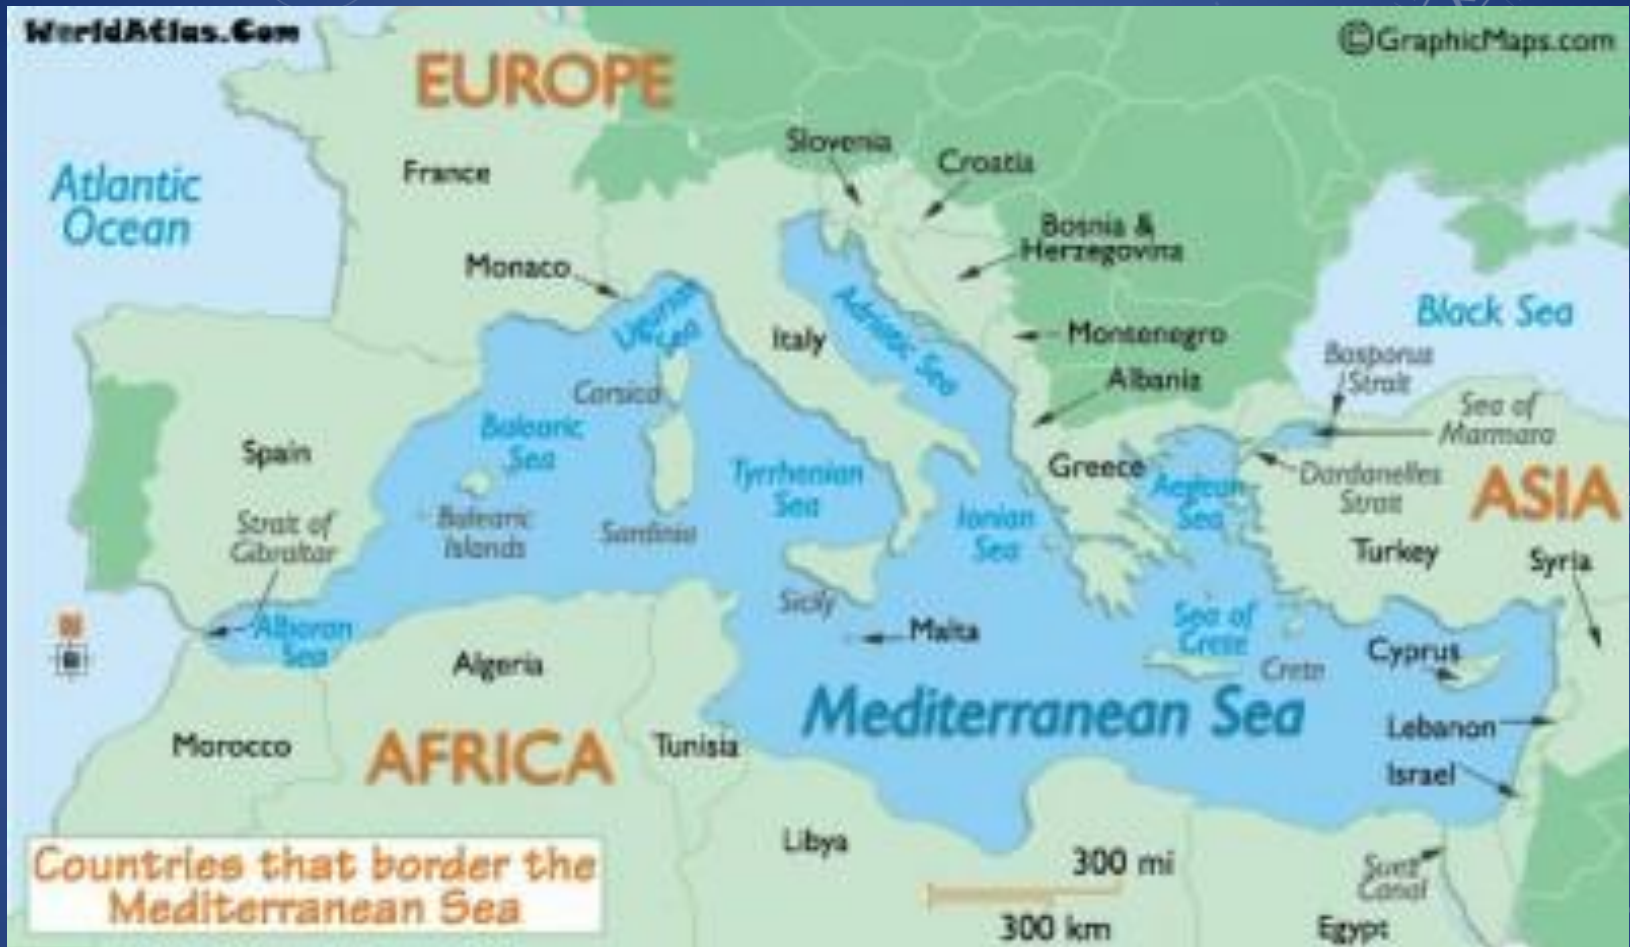 WorldAtlas.Com
©GraphicMaps.com
EUROPE
Atlantic
Ocean
France
Slovenia
Croatia
Bosnia &
Herzegovina
Monaco
Ligurian
Sea
Adriatic Sea
Italy
Montenegro
Black Sea
Bosporus
Strait
Albania
Corsica
Sea of
Marmara
Balearic
Sea
Spain
Tyrrhenian
Sea
Greece
Aegean
Sea
Dardanelles
Strait
ASIA
Strait of
Gibraltar
Balearic
Islands
Sardinia
Ionian
Sea
Turkey
Syria
Sicily
Malta
Sea of
Crete
Crete
Cyprus
N
Alboran
Sea
Algeria
Mediterranean Sea
Lebanon
Morocco
AFRICA
Tunisia
Israel
Libya
300 mi
300 km
Suez
Canal
Egypt
Countries that border the
Mediterranean Sea